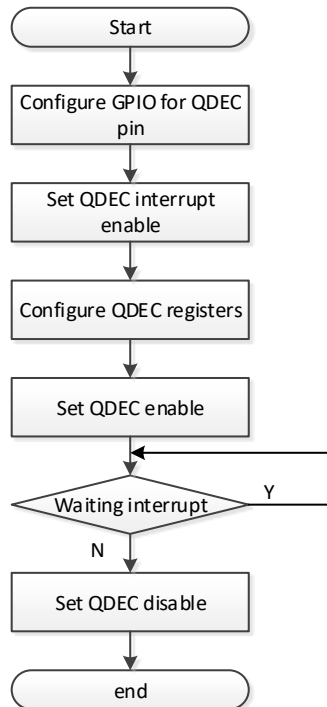 Start
Configure GPIO for QDEC
pin
Set QDEC interrupt
enable
Configure QDEC registers
Set QDEC enable
Waiting interrupt
Y
N
Set QDEC disable
end